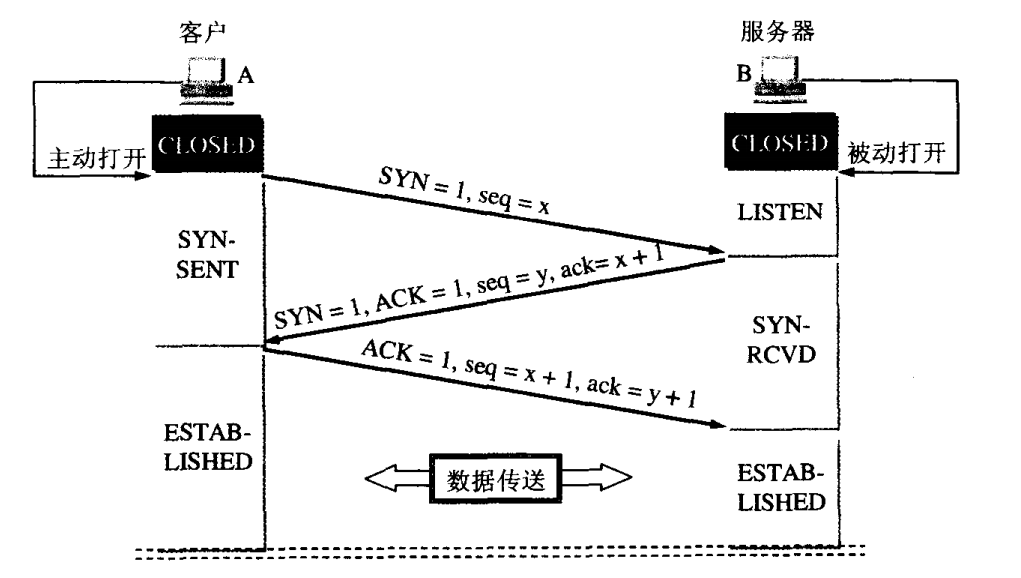 客户
服务器
A
B
CLOSED
CLOSED
主动打开
被动打开
SYN = 1, seq = x
LISTEN
SYN-
SENT
SYN = 1, ACK = 1, seq = y, ack= x + 1
SYN-
RCVD
ACK = 1, seq = x + 1, ack = y + 1
ESTAB-
LISHED
数据传送
ESTAB-
LISHED